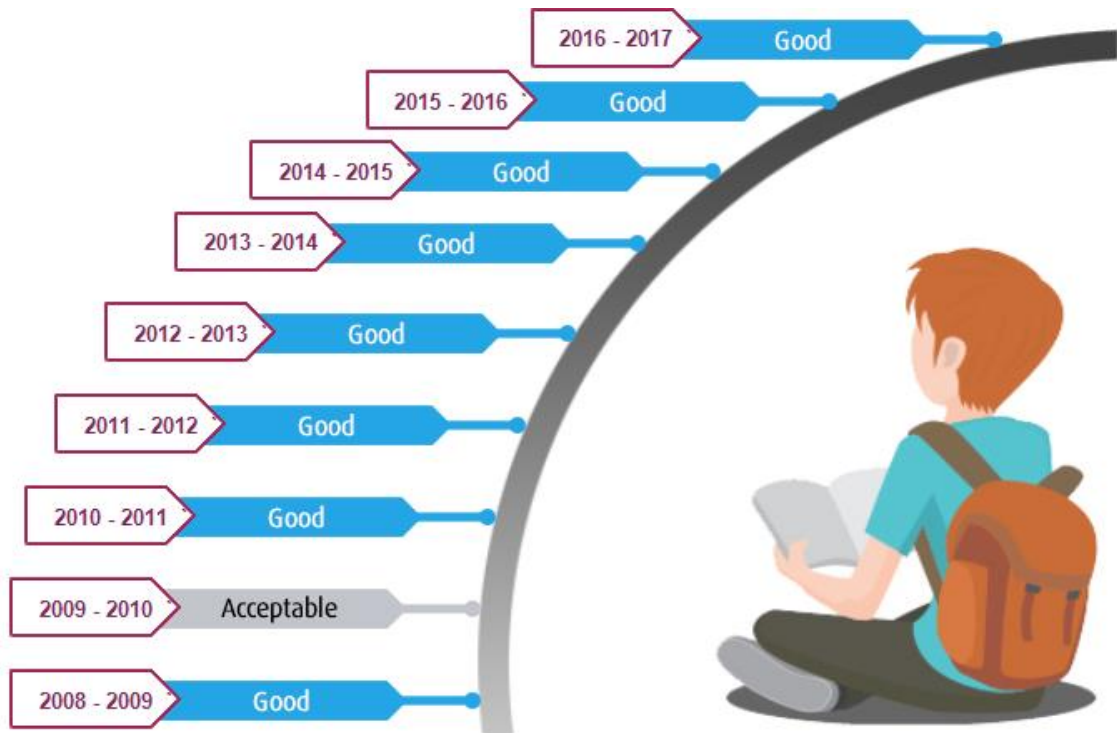 2016 - 2017 Good
2015 - 2016 Good
2014 - 2015 Good
2013 - 2014 Good
2012 - 2013 Good
2011 - 2012 Good
2010 - 2011 Good
2009 - 2010 Acceptable
2008 - 2009 Good